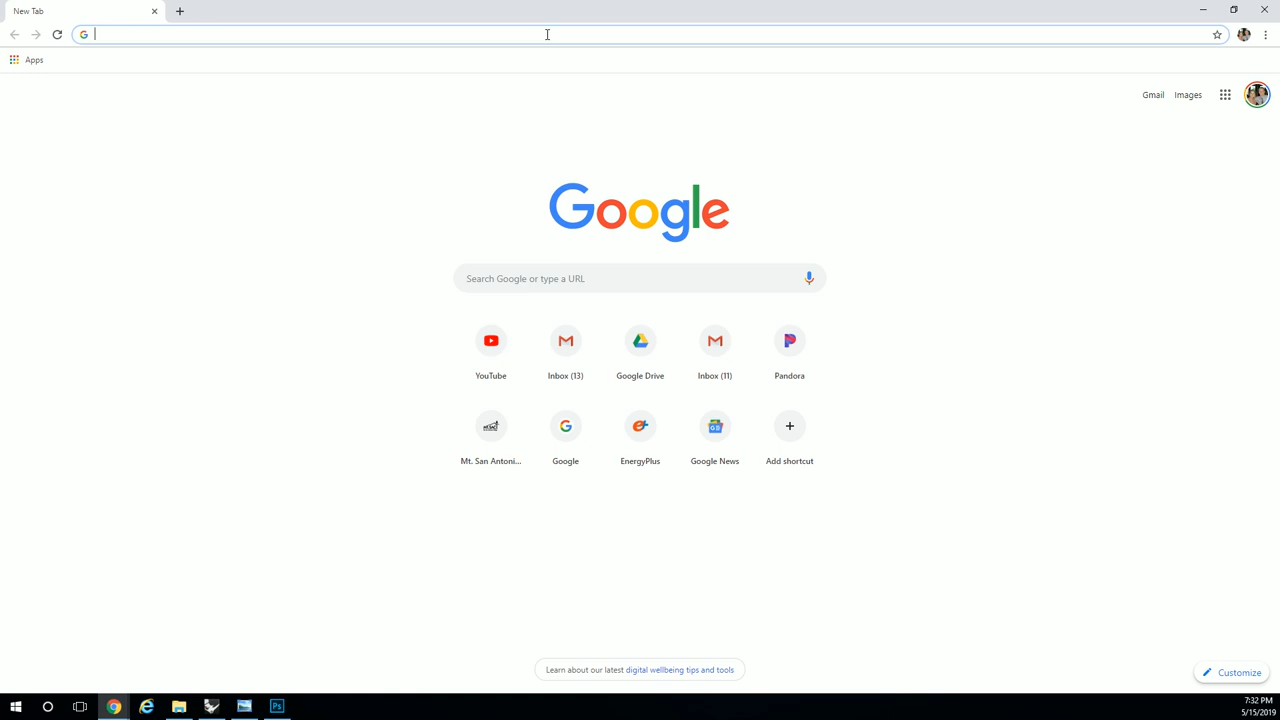 New Tab
Apps
Gmail Images
Google
Search Google or type a URL
YouTube Inbox (13) Google Drive Inbox (11) Pandora
Mt. San Antoni... Google EnergyPlus Google News Add shortcut
Learn about our latest digital wellbeing tips and tools
Customize
Ps
7:32 PM
5/15/2019